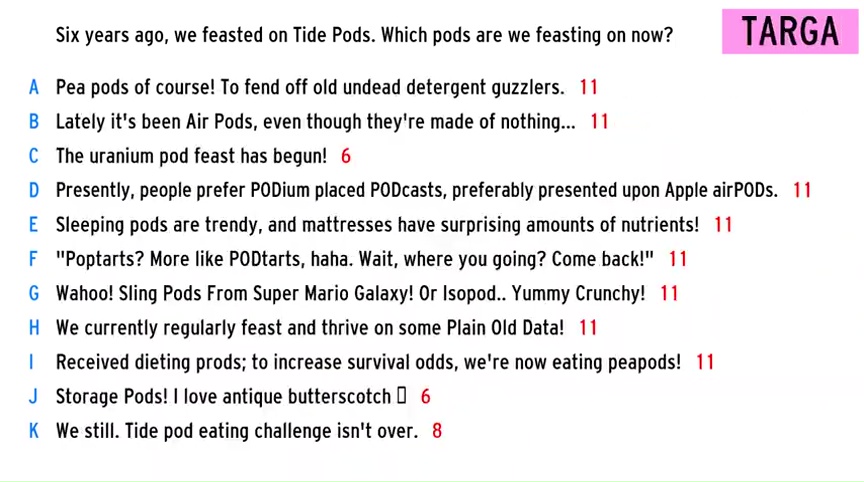 Six years ago, we feasted on Tide Pods. Which pods are we feasting on now?
TARGA
A Pea pods of course! To fend off old undead detergent guzzlers. 11
B Lately it's been Air Pods, even though they're made of nothing... 11
C The uranium pod feast has begun! 6
D Presently, people prefer PODium placed PODcasts, preferably presented upon Apple airPODs. 11
E Sleeping pods are trendy, and mattresses have surprising amounts of nutrients! 11
F "Poptarts? More like PODtarts, haha. Wait, where you going? Come back!" 11
G Wahoo! Sling Pods From Super Mario Galaxy! Or Isopod.. Yummy Crunchy! 11
H We currently regularly feast and thrive on some Plain Old Data! 11
I Received dieting prods; to increase survival odds, we're now eating peapods! 11
J Storage Pods! I love antique butterscotch 6
K We still. Tide pod eating challenge isn't over. 8